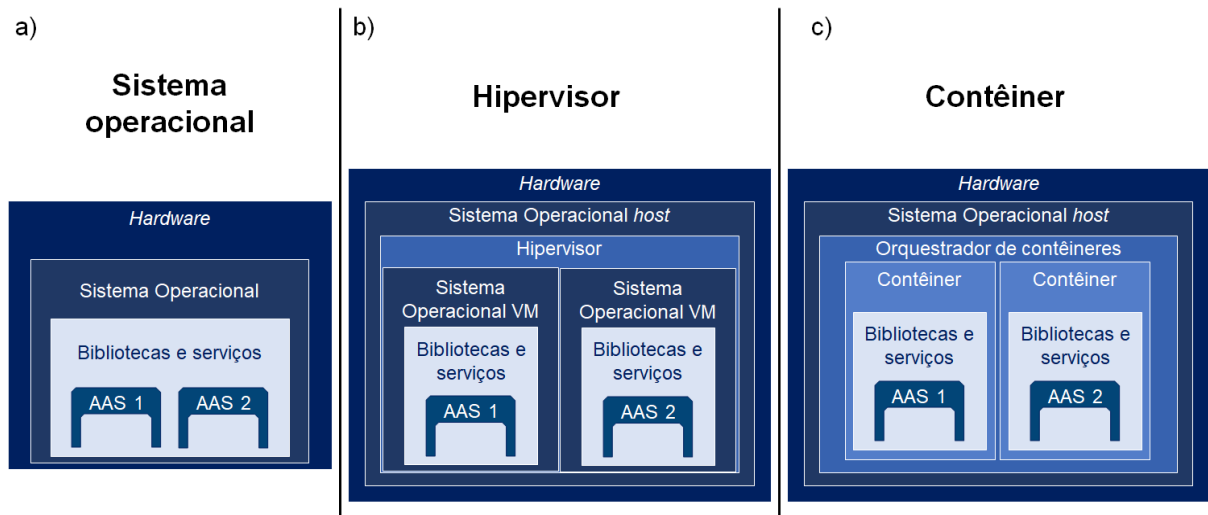 a)
Sistema
operacional
Hardware
Sistema Operacional
Bibliotecas e serviços
AAS 1
AAS 2
b)
Hipervisor
Hardware
Sistema Operacional host
Hipervisor
Sistema
Operacional VM
Bibliotecas e
serviços
AAS 1
Sistema
Operacional VM
Bibliotecas e
serviços
AAS 2
c)
Contêiner
Hardware
Sistema Operacional host
Orquestrador de contêineres
Contêiner
Bibliotecas e
serviços
AAS 1
Contêiner
Bibliotecas e
serviços
AAS 2